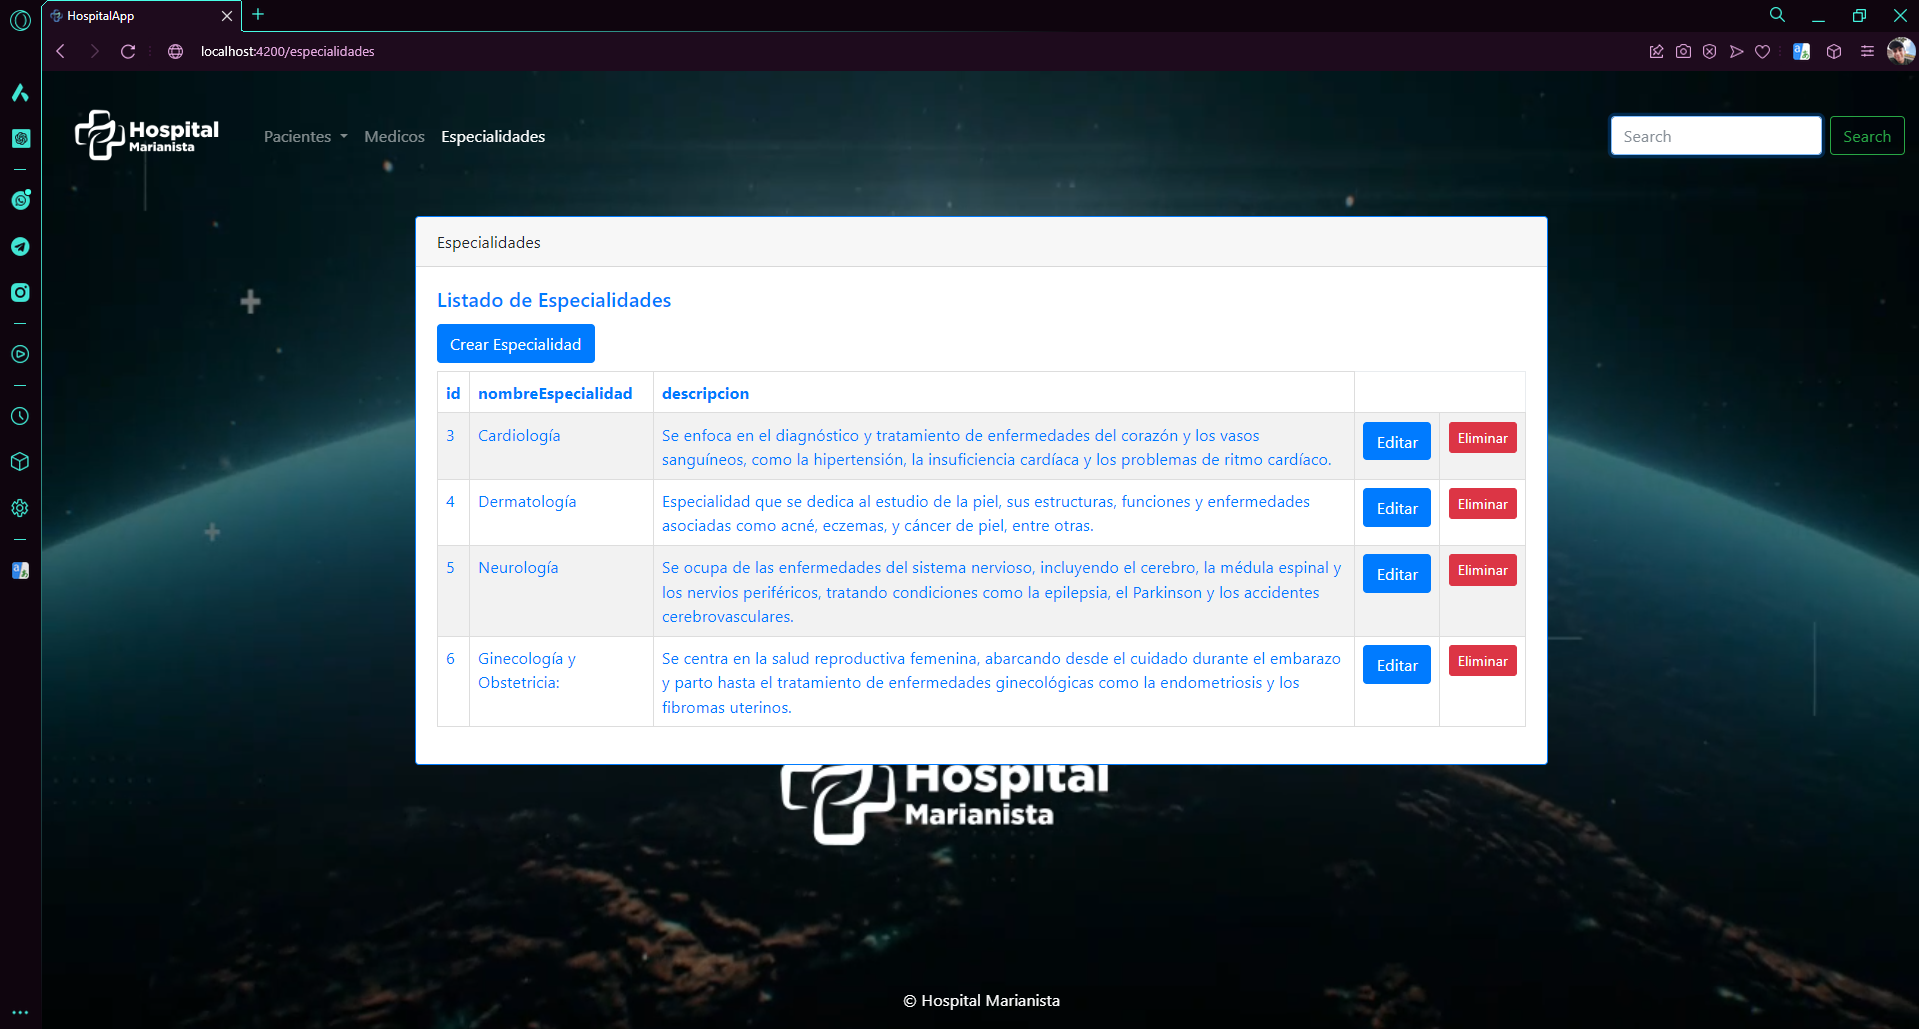 HospitalApp
localhost:4200/especialidades
Hospital
Marianista
Pacientes
Medicos
Especialidades
Search
Search
Especialidades
Listado de Especialidades
Crear Especialidad
id nombreEspecialidad descripcion
3 Cardiología Se enfoca en el diagnóstico y tratamiento de enfermedades del corazón y los vasos
sanguíneos, como la hipertensión, la insuficiencia cardíaca y los problemas de ritmo cardíaco.
Editar
Eliminar
4 Dermatología Especialidad que se dedica al estudio de la piel, sus estructuras, funciones y enfermedades
asociadas como acné, eczemas, y cáncer de piel, entre otras.
Editar
Eliminar
5 Neurología Se ocupa de las enfermedades del sistema nervioso, incluyendo el cerebro, la médula espinal y
los nervios periféricos, tratando condiciones como la epilepsia, el Parkinson y los accidentes
cerebrovasculares.
Editar
Eliminar
6 Ginecología y
Obstetricia:
Se centra en la salud reproductiva femenina, abarcando desde el cuidado durante el embarazo
y parto hasta el tratamiento de enfermedades ginecológicas como la endometriosis y los
fibromas uterinos.
Editar
Eliminar
Hospital
Marianista
© Hospital Marianista